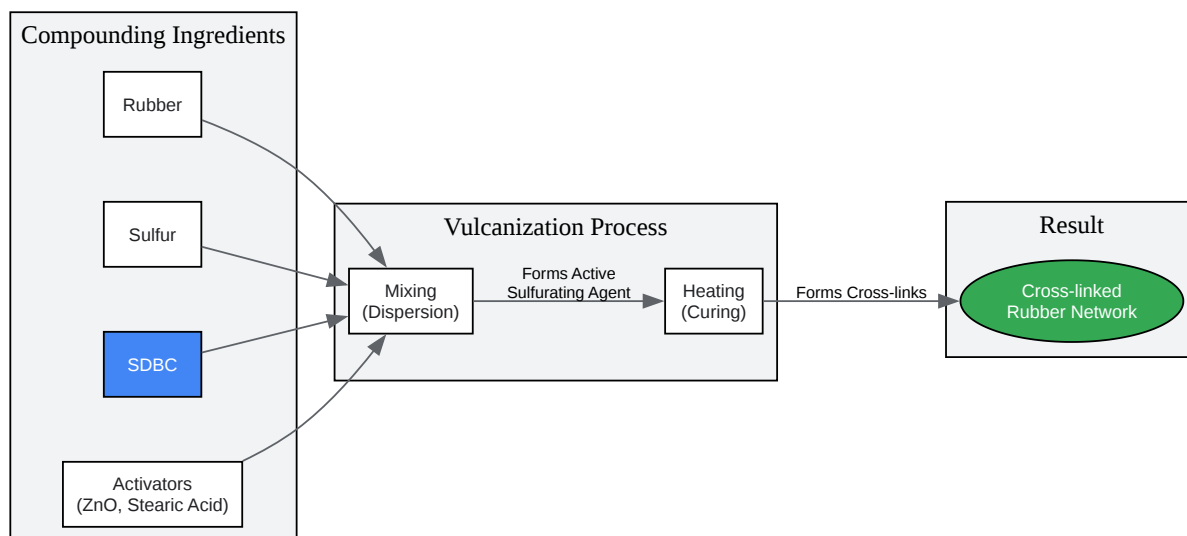 Compounding Ingredients
Rubber
Sulfur
SDBC
Activators
(ZnO, Stearic Acid)
Vulcanization Process
Mixing
(Dispersion)
Forms Active
Sulfurating Agent
Heating
(Curing)
Forms Cross-links
Result
Cross-linked
Rubber Network